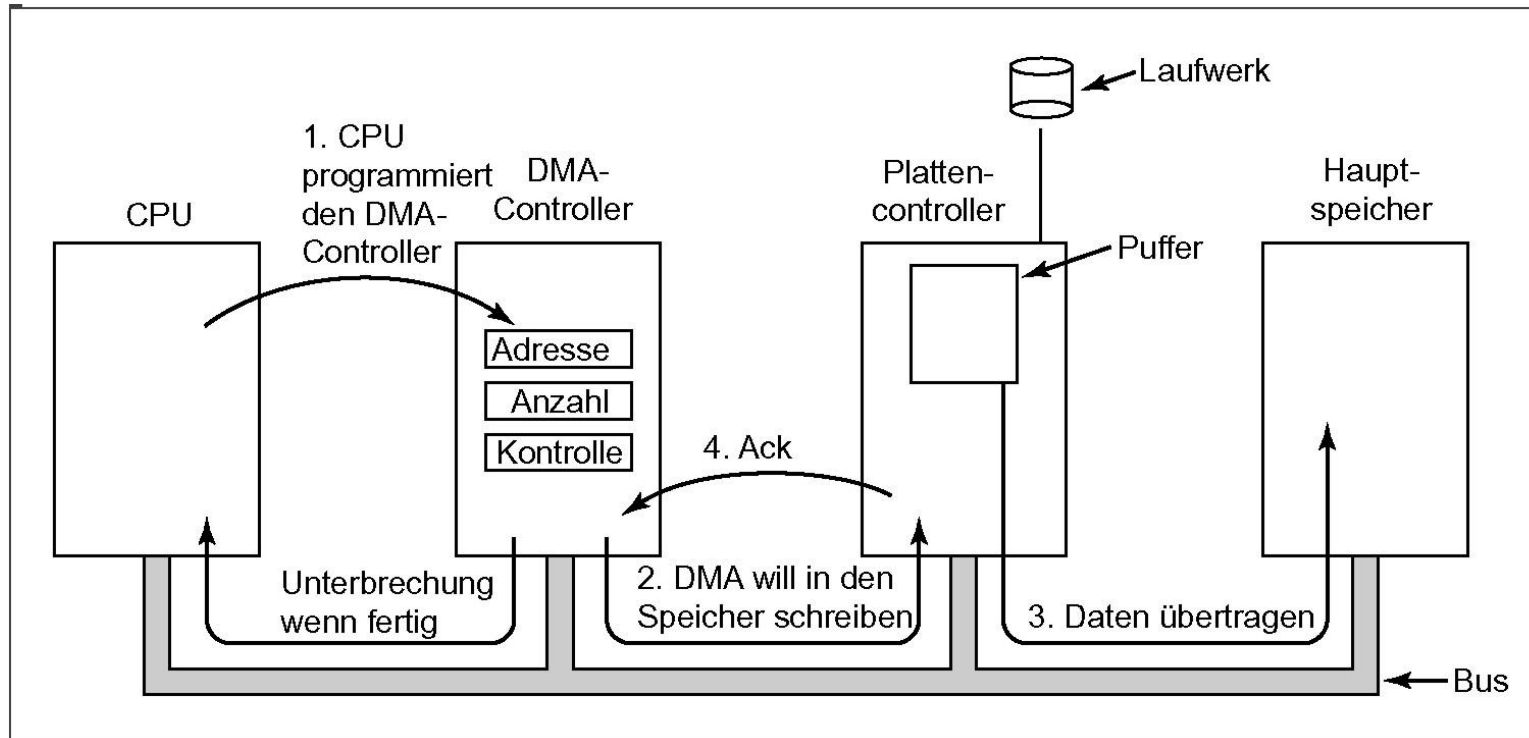 Laufwerk
1. CPU
programmiert
den DMA-
Controller
CPU
DMA-
Controller
Platten-
controller
Haupt-
speicher
Puffer
Adresse
Anzahl
Kontrolle
4. Ack
Unterbrechung
wenn fertig
2. DMA will in den
Speicher schreiben
3. Daten übertragen
Bus